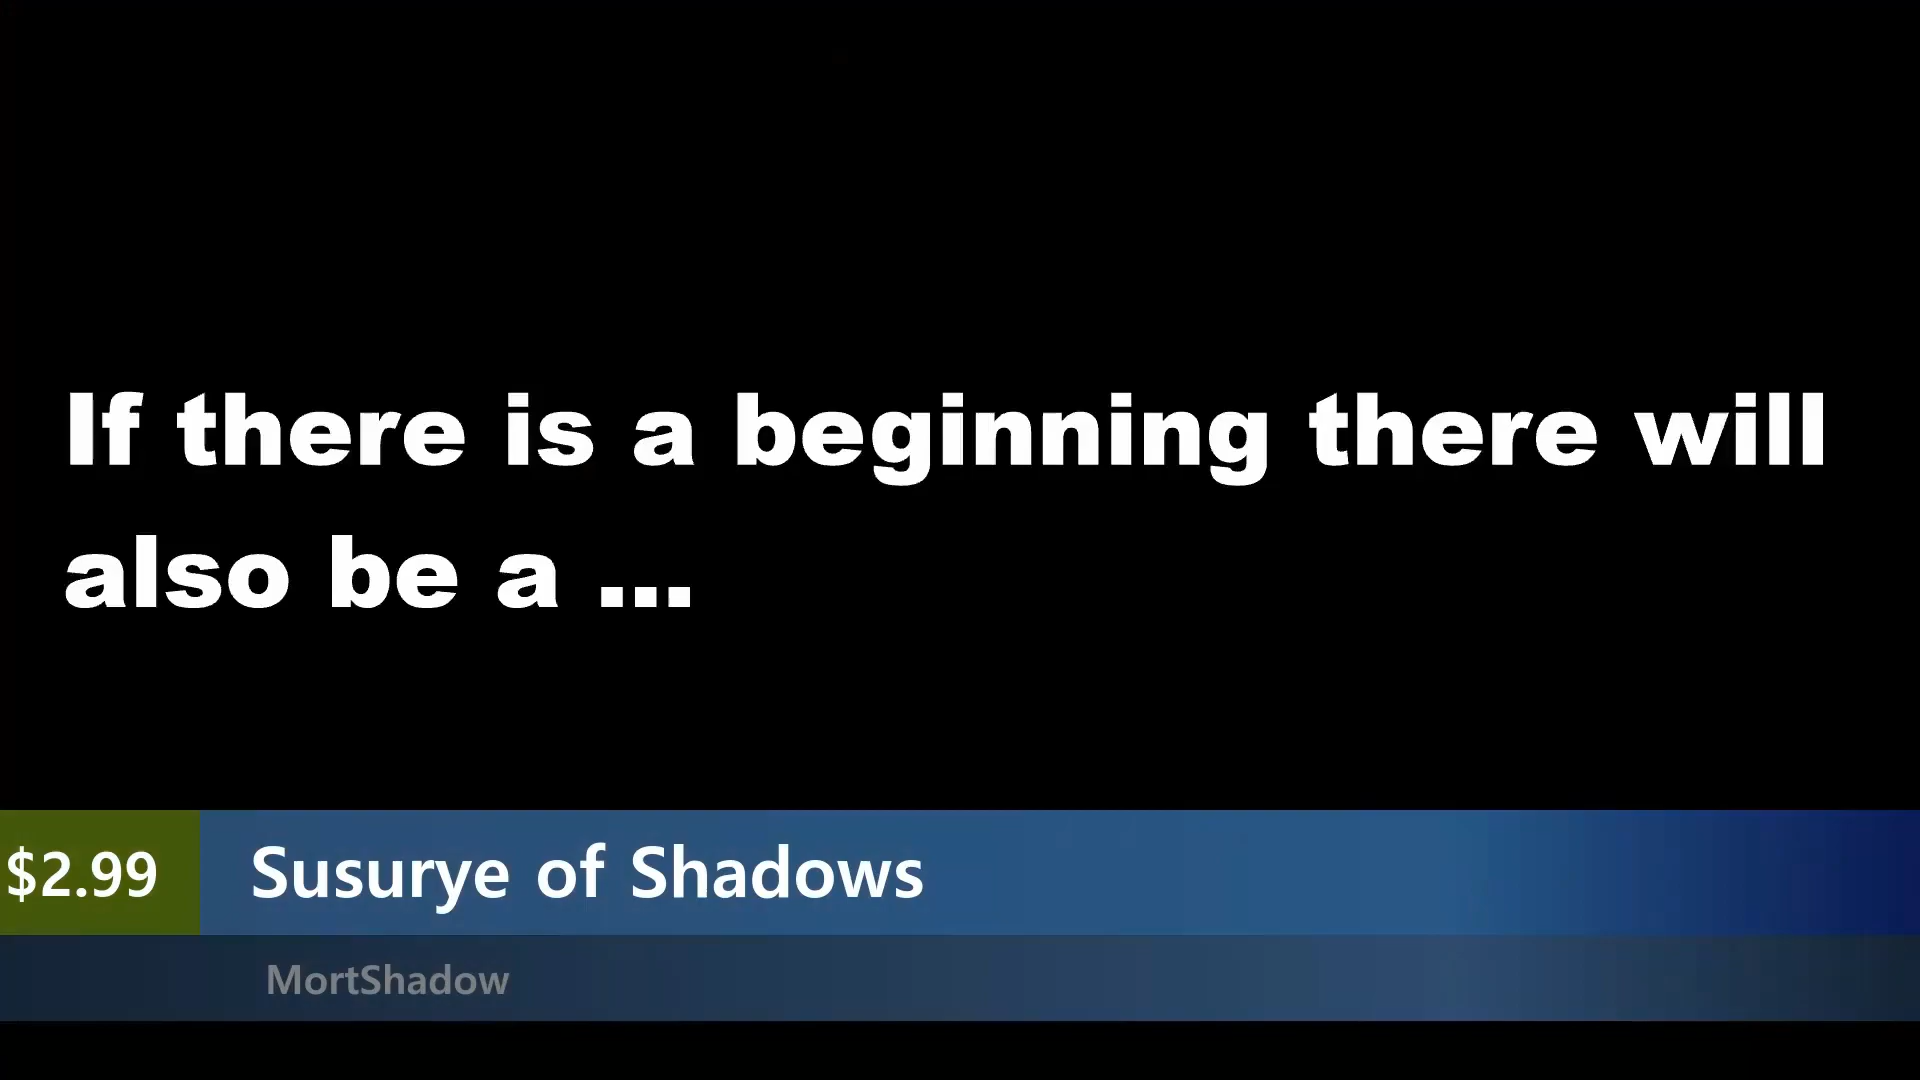 If there is a beginning there will
also be a ...
$2.99
Susurye of Shadows
MortShadow